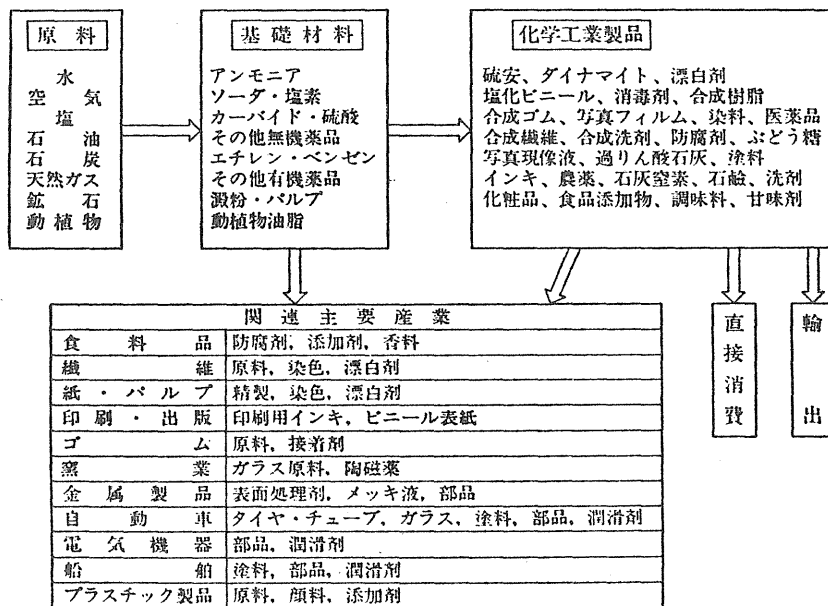 原料
水
空気
塩
石油
石炭
天然ガス
鉱石
動植物
基礎材料
アンモニア
ソーダ・塩素
カーバイド・硫酸
その他無機薬品
エチレン・ベンゼン
その他有機薬品
澱粉・パルプ
動植物油脂
化学工業製品
硫安、ダイナマイト、漂白剤
塩化ビニール、消毒剤、合成樹脂
合成ゴム、写真フィルム、染料、医薬品
合成繊維、合成洗剤、防腐剤、ぶどう糖
写真現像液、過りん酸石灰、塗料
インキ、農薬、石灰窒素、石鹼、洗剤
化粧品、食品添加物、調味料、甘味剤
関連主要産業
食料品 防腐剤, 添加剤, 香料
繊維 原料, 染色, 漂白剤
紙・パルプ 精製, 染色, 漂白剤
印刷・出版 印刷用インキ, ビニール表紙
ゴム 原料, 接着剤
窯業 ガラス原料, 陶磁薬
金属製品 表面処理剤, メッキ液, 部品
自動車 タイヤ・チューブ, ガラス, 塗料, 部品, 潤滑剤
電気機器 部品, 潤滑剤
船舶 塗料, 部品, 潤滑剤
プラスチック製品 原料, 顔料, 添加剤
直接消費
輸出